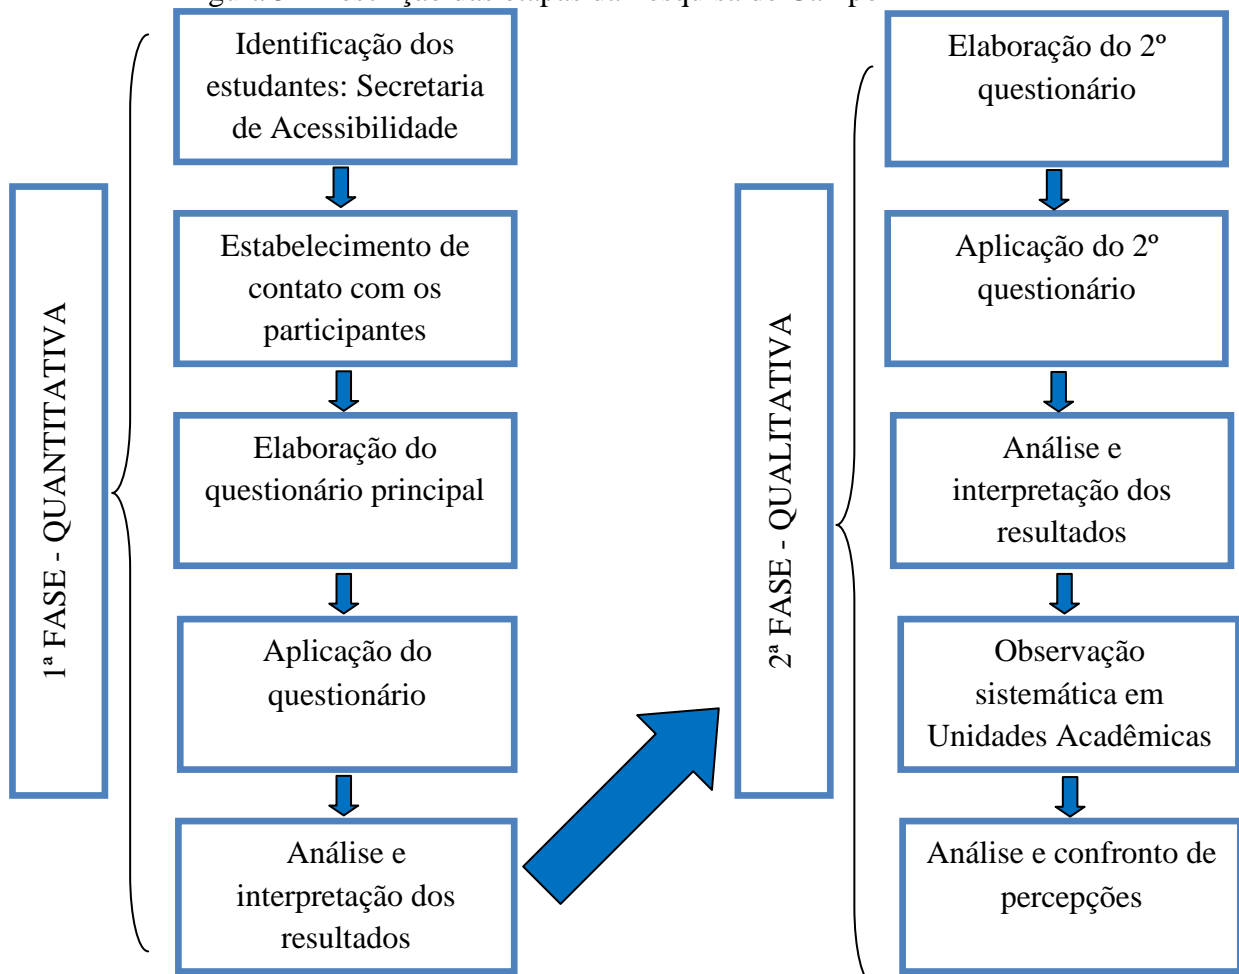 1ª FASE - QUANTITATIVA
Identificação dos
estudantes: Secretaria
de Acessibilidade
Estabelecimento de
contato com os
participantes
Elaboração do
questionário principal
Aplicação do
questionário
Análise e
interpretação dos
resultados
2ª FASE - QUALITATIVA
Elaboração do 2º
questionário
Aplicação do 2º
questionário
Análise e
interpretação dos
resultados
Observação
sistemática em
Unidades Acadêmicas
Análise e confronto de
percepções